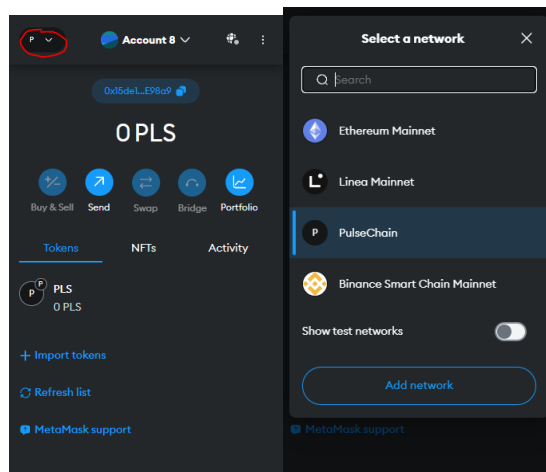 P
Account 8
0x15de1...E98a9
0 PLS
Buy & Sell Send Swap Bridge Portfolio
Tokens NFTs Activity
P P PLS
0 PLS
+ Import tokens
Refresh list
MetaMask support
Select a network
Search
Ethereum Mainnet
L Linea Mainnet
P PulseChain
Binance Smart Chain Mainnet
Show test networks
Add network
MetaMask support